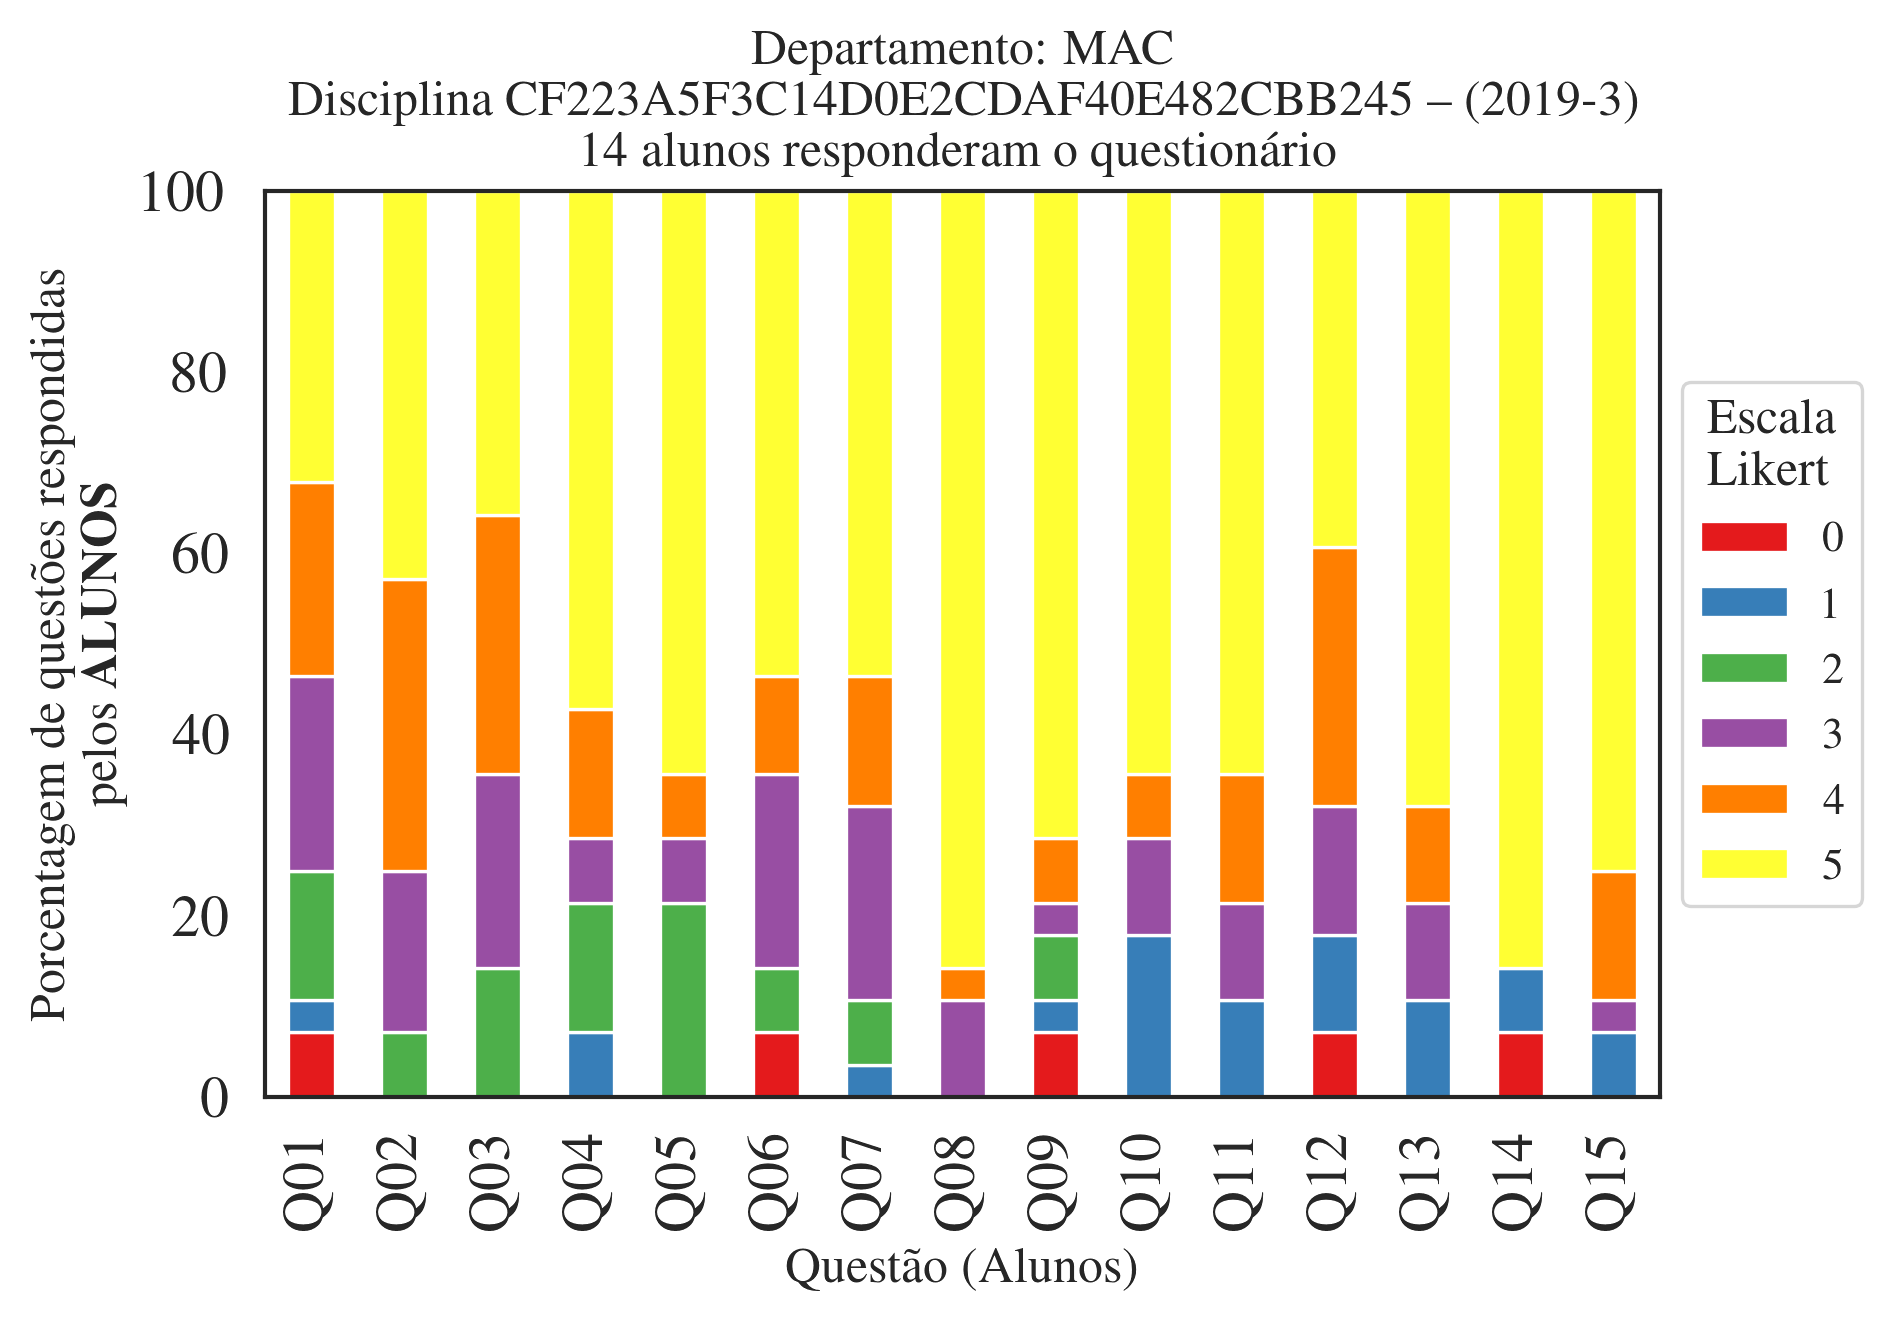 Departamento: MAC
Disciplina CF223A5F3C14D0E2CDAF40E482CBB245 – (2019-3)
14 alunos responderam o questionário
Porcentagem de questões respondidas
pelos ALUNOS
100
80
60
40
20
0
Q01
Q02
Q03
Q04
Q05
Q06
Q07
Q08
Q09
Q10
Q11
Q12
Q13
Q14
Q15
Questão (Alunos)
Escala
Likert
0
1
2
3
4
5